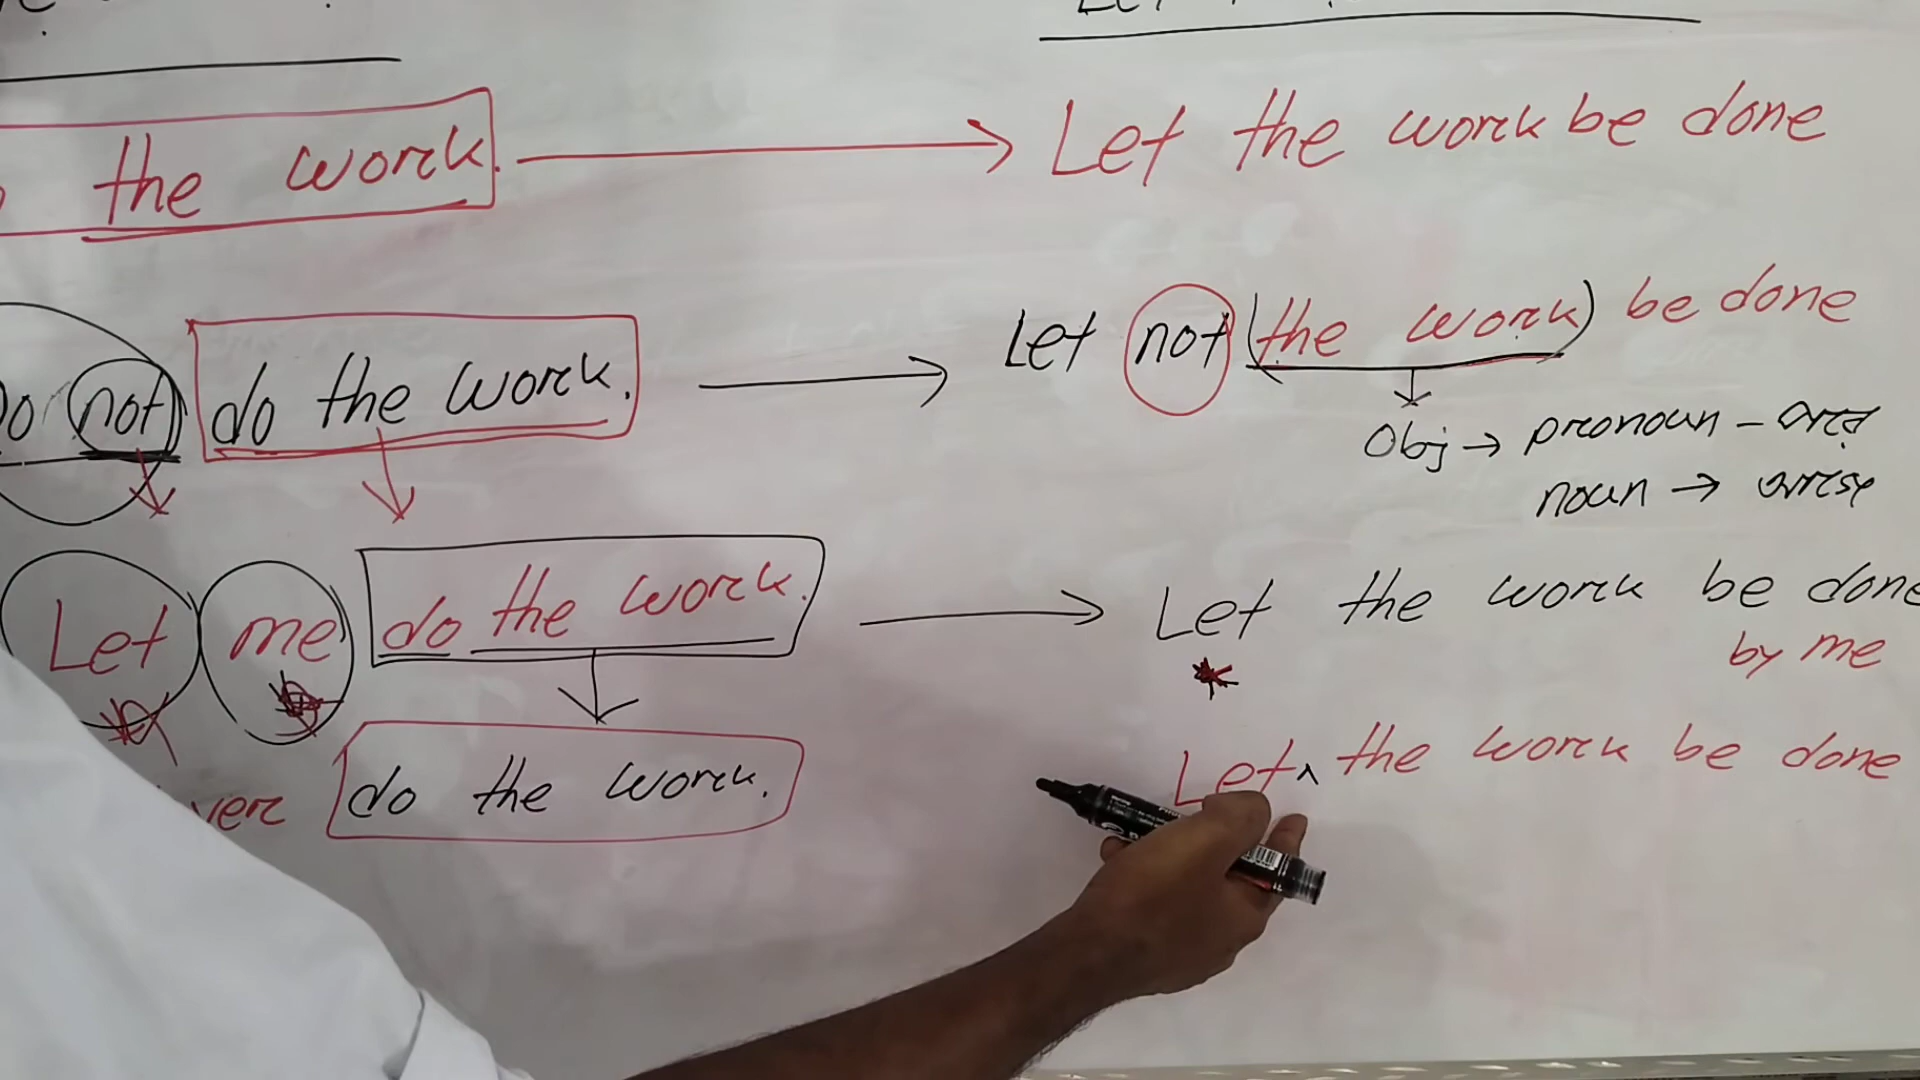 the work.
Let the work be done
not do the work.
Let not (the work) be done
Obj → pronoun -
noun →
Let me do the work.
Let the work be done
by me
do the work.
Let ^ the work be done